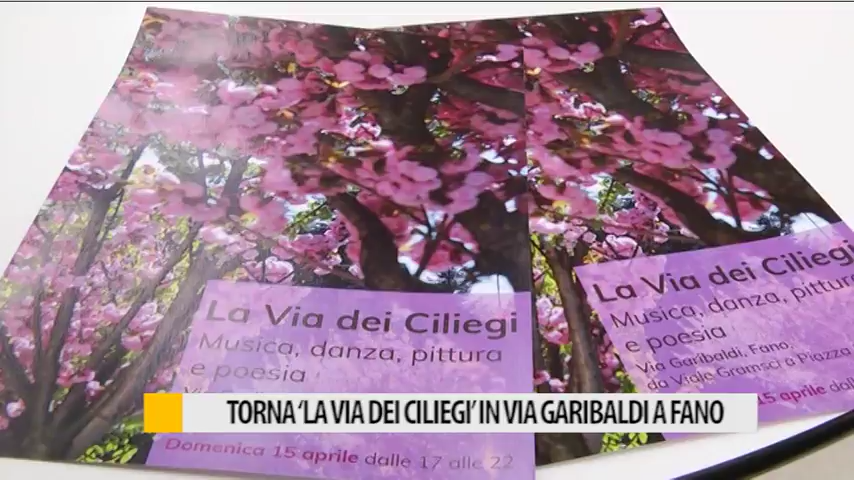 La Via dei Ciliegi
Musica, danza, pittura
e poesia
Domenica 15 aprile dalle 17 alle 22
La Via dei Ciliegi
Musica, danza, pittura
e poesia
Via Garibaldi, Fano,
da Viale Gramsci a Piazza
15 aprile
TORNA ‘LA VIA DEI CILIEGI’ IN VIA GARIBALDI A FANO